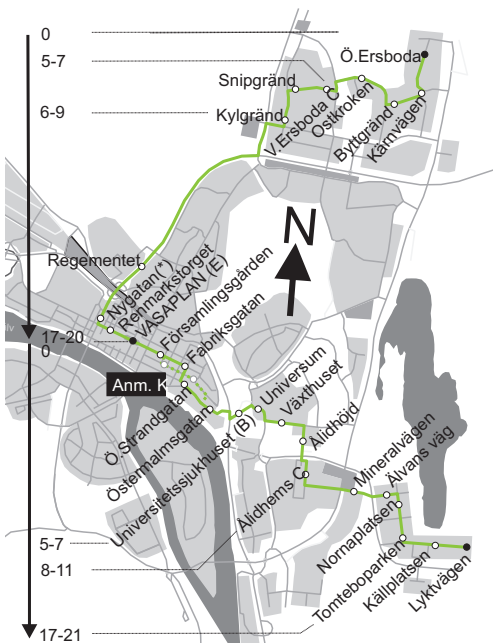 0
5-7
6-9
Ö.Ersboda
Snipgränd
Kylgränd
V.Ersboda C
Ostkroken
Byttgränd
Kärnvägen
N
Regementet
Nygatan(*)
Renmarkstorget
VASAPLAN (E)
Församlingsgården
Fabriksgatan
17-20
0
Anm. K
Ö.Strandgatan
Östermalmsgatan
Universitetssjukhuset (B)
Universum
Växthuset
Ålidhöjd
Ålidhems C
Mineralvägen
Älvans väg
Nornaplatsen
Tomteboparken
Källplatsen
Lyktvägen
5-7
8-11
17-21